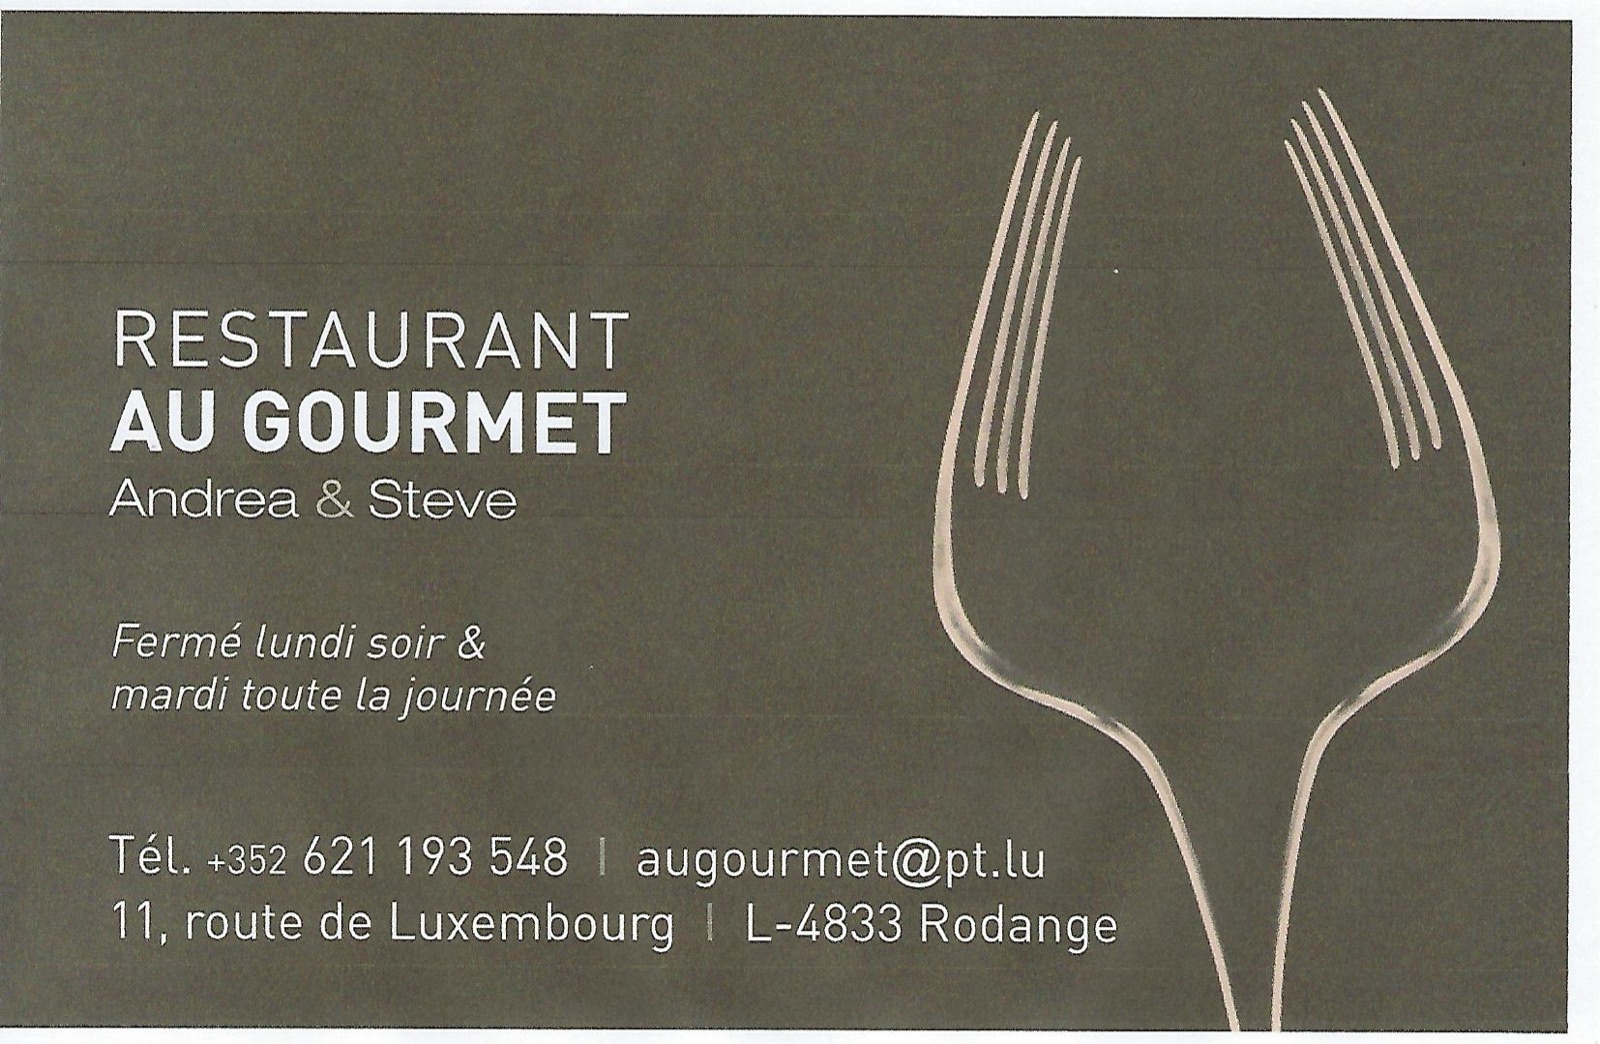 RESTAURANT
AU GOURMET
Andrea & Steve
Fermé lundi soir &
mardi toute la journée
Tél. +352 621 193 548 | augourmet@pt.lu
11, route de Luxembourg | L-4833 Rodange